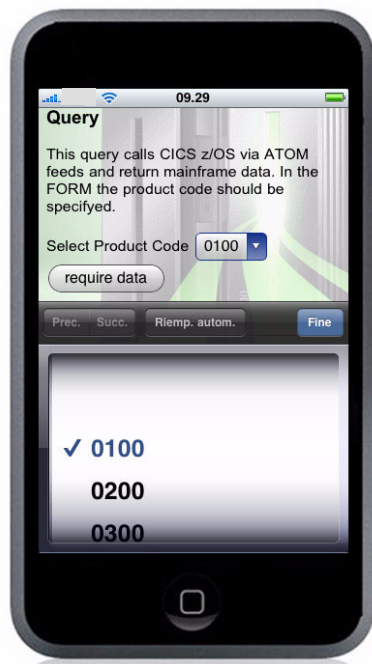 09.29
Query
This query calls CICS z/OS via ATOM
feeds and return mainframe data. In the
FORM the product code should be
specifyed.
Select Product Code 0100
require data
Prec. Succ. Riemp. autom. Fine
✓ 0100
0200
0300